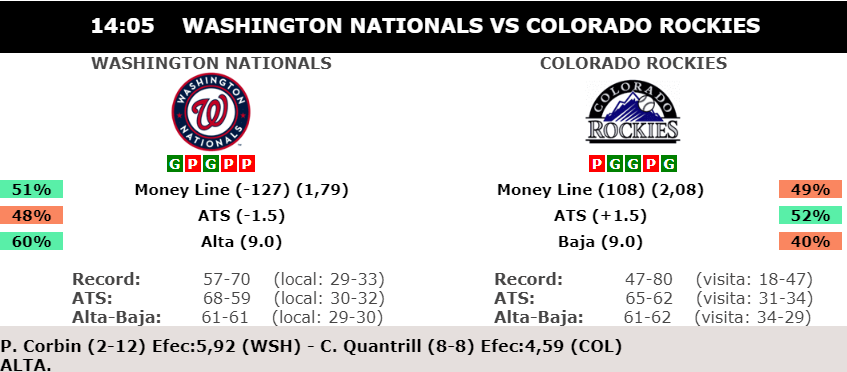 14:05 WASHINGTON NATIONALS VS COLORADO ROCKIES
WASHINGTON NATIONALS COLORADO ROCKIES
WASHINGTON
W
NATIONALS
COLORADO
ROCKIES
G P G P P P G G P G
51% Money Line (-127) (1,79) Money Line (108) (2,08) 49%
48% ATS (-1.5) ATS (+1.5) 52%
60% Alta (9.0) Baja (9.0) 40%
Record: 57-70 (local: 29-33) Record: 47-80 (visita: 18-47)
ATS: 68-59 (local: 30-32) ATS: 65-62 (visita: 31-34)
Alta-Baja: 61-61 (local: 29-30) Alta-Baja: 61-62 (visita: 34-29)
P. Corbin (2-12) Efec:5,92 (WSH) - C. Quantrill (8-8) Efec:4,59 (COL)
ALTA.